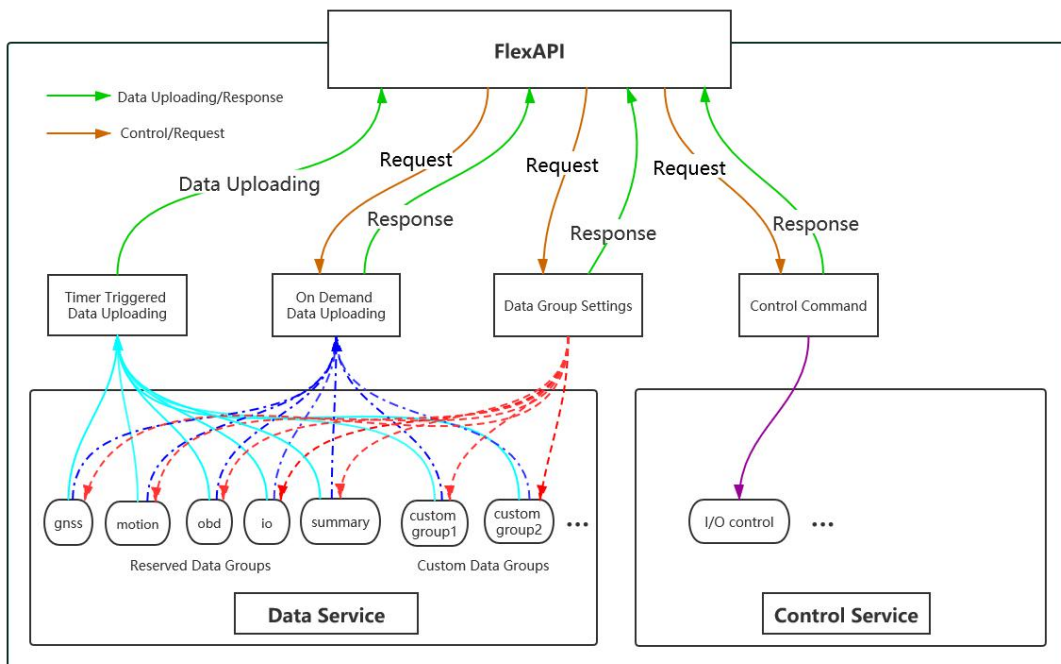 FlexAPI
Data Uploading/Response
Control/Request
Request
Request
Request
Data Uploading
Response
Response
Response
Timer Triggered
Data Uploading
On Demand
Data Uploading
Data Group Settings
Control Command
gnss
motion
obd
io
summary
custom
group1
custom
group2
...
I/O control
...
Reserved Data Groups
Custom Data Groups
Data Service
Control Service